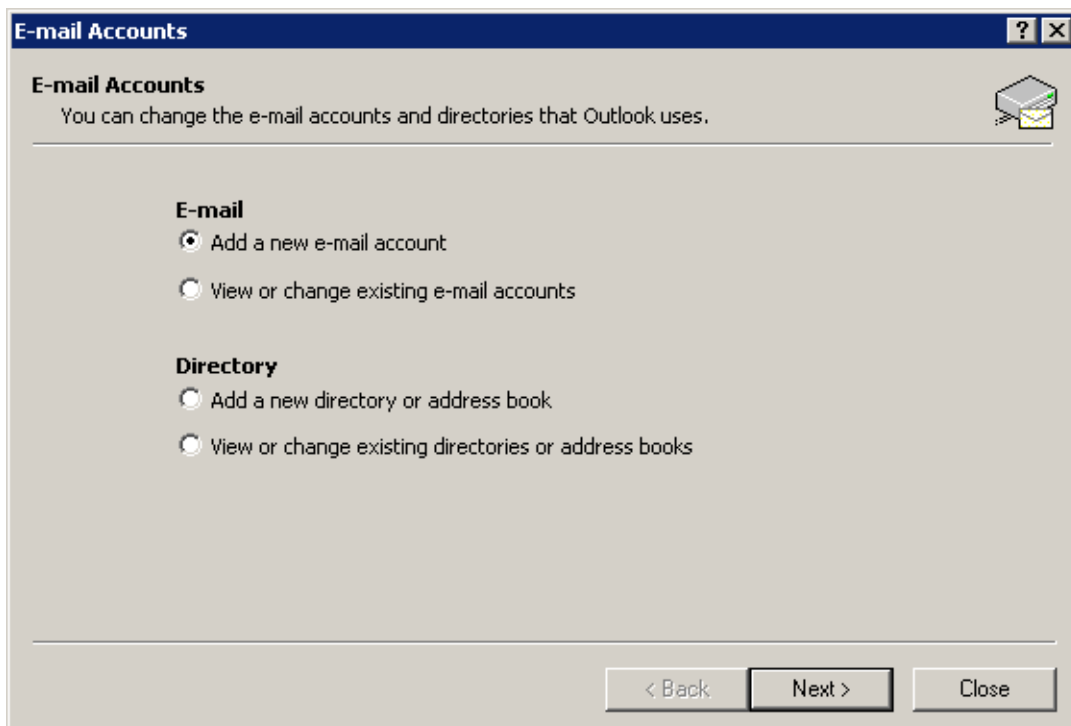 E-mail Accounts
E-mail Accounts
You can change the e-mail accounts and directories that Outlook uses.
E-mail
Add a new e-mail account
View or change existing e-mail accounts
Directory
Add a new directory or address book
View or change existing directories or address books
< Back Next > Close